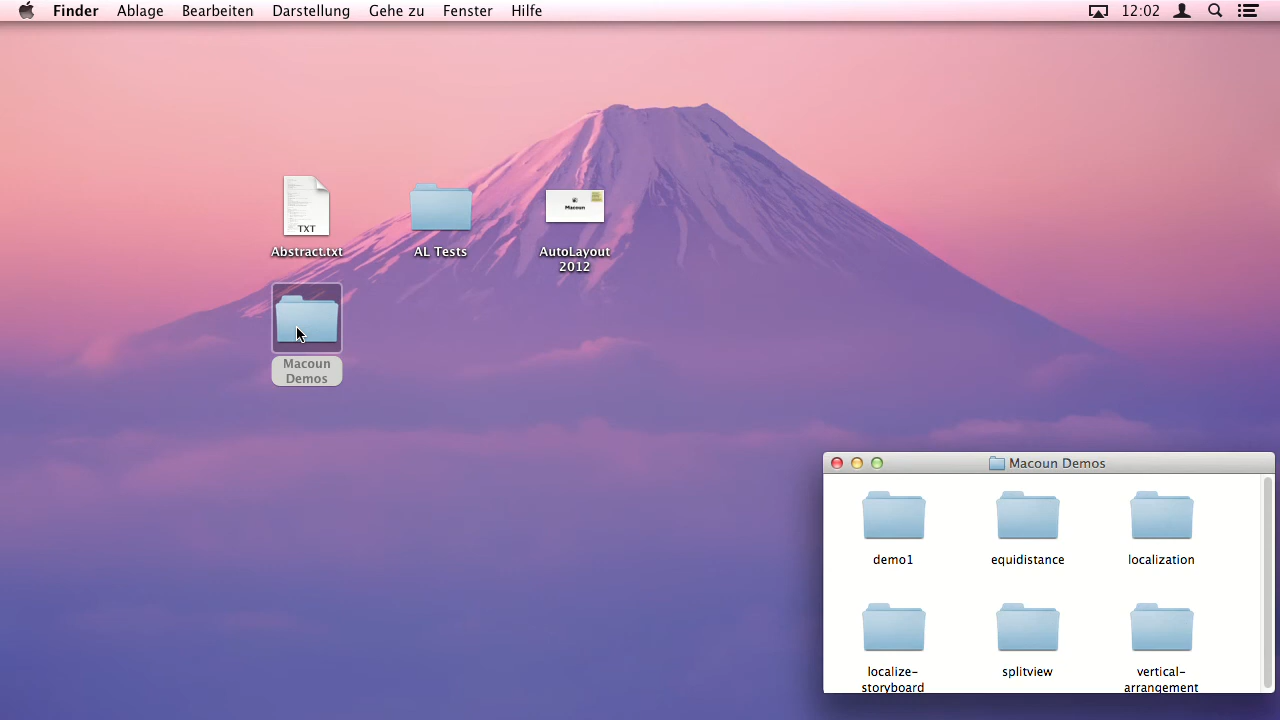 Finder Ablage Bearbeiten Darstellung Gehe zu Fenster Hilfe 12:02
TXT
Macoun
Abstract.txt
AL Tests
AutoLayout
2012
Macoun
Demos
Macoun Demos
demo1
equidistance
localization
localize-
storyboard
splitview
vertical-
arrangement